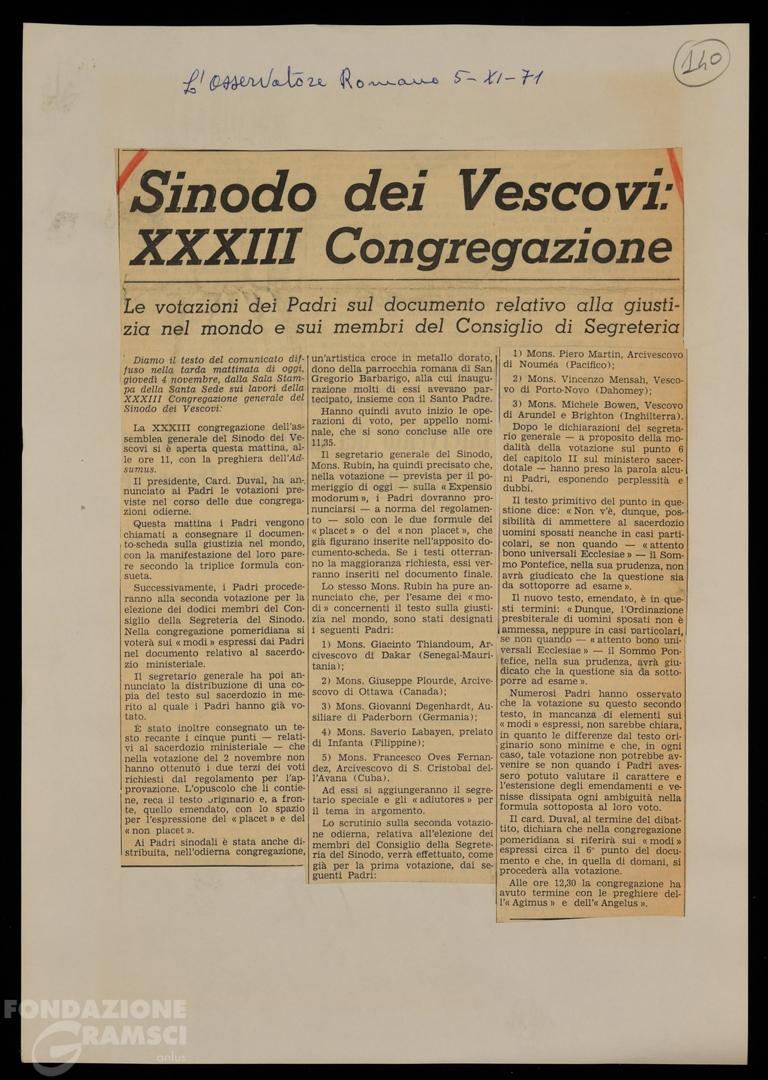 L'Osservatore Romano 5-XI-71
140
Sinodo dei Vescovi:
XXXIII Congregazione
Le votazioni dei Padri sul documento relativo alla giusti-
zia nel mondo e sui membri del Consiglio di Segreteria
Diamo il testo del comunicato dif-
fuso nella tarda mattinata di oggi,
giovedì 4 novembre, dalla Sala Stam-
pa della Santa Sede sui lavori della
XXXIII Congregazione generale del
Sinodo dei Vescovi:
La XXXIII congregazione dell'as-
semblea generale del Sinodo dei Ve-
scovi si è aperta questa mattina, al-
le ore 11, con la preghiera dell'Ad-
sumus.
Il presidente, Card. Duval, ha an-
nunciato ai Padri le votazioni pre-
viste nel corso delle due congrega-
zioni odierne.
Questa mattina i Padri vengono
chiamati a consegnare il documen-
to-scheda sulla giustizia nel mondo,
con la manifestazione del loro pare-
re secondo la triplice formula con-
sueta.
Successivamente, i Padri procede-
ranno alla seconda votazione per la
elezione dei dodici membri del Con-
siglio della Segreteria del Sinodo.
Nella congregazione pomeridiana si
voterà sui «modi» espressi dai Padri
nel documento relativo al sacerdo-
zio ministeriale.
Il segretario generale ha poi an-
nunciato la distribuzione di una co-
pia del testo sul sacerdozio in me-
rito al quale i Padri hanno già vo-
tato.
È stato inoltre consegnato un te-
sto recante i cinque punti — relati-
vi al sacerdozio ministeriale — che
nella votazione del 2 novembre non
hanno ottenuto i due terzi dei voti
richiesti dal regolamento per l'ap-
provazione. L'opuscolo che li contie-
ne, reca il testo originario e, a fron-
te, quello emendato, con lo spazio
per l'espressione del «placet» e del
«non placet».
Ai Padri sinodali è stata anche di-
stribuita, nell'odierna congregazione,
un'artistica croce in metallo dorato,
dono della parrocchia romana di San
Gregorio Barbarigo, alla cui inaugu-
razione molti di essi avevano par-
tecipato, insieme con il Santo Padre.
Hanno quindi avuto inizio le ope-
razioni di voto, per appello nomi-
nale, che si sono concluse alle ore
11,35.
Il segretario generale del Sinodo,
Mons. Rubin, ha quindi precisato che,
nella votazione — prevista per il po-
meriggio di oggi — sulla «Expensio
modorum», i Padri dovranno pro-
nunciarsi — a norma del regolamen-
to — solo con le due formule del
«placet» o del «non placet», che
già figurano inserite nell'apposito do-
cumento-scheda. Se i testi otterran-
no la maggioranza richiesta, essi ver-
ranno inseriti nel documento finale.
Lo stesso Mons. Rubin ha pure an-
nunciato che, per l'esame dei «mo-
di» concernenti il testo sulla giusti-
zia nel mondo, sono stati designati
i seguenti Padri:
1) Mons. Giacinto Thiandoum, Ar-
civescovo di Dakar (Senegal-Mauri-
tania);
2) Mons. Giuseppe Plourde, Arcive-
scovo di Ottawa (Canada);
3) Mons. Giovanni Degenhardt, Au-
siliare di Paderborn (Germania);
4) Mons. Saverio Labayen, prelato
di Infanta (Filippine);
5) Mons. Francesco Oves Fernan-
dez, Arcivescovo di S. Cristobal del-
l'Avana (Cuba).
Ad essi si aggiungeranno il segre-
tario speciale e gli «adiutores» per
il tema in argomento.
Lo scrutinio sulla seconda votazio-
ne odierna, relativa all'elezione dei
membri del Consiglio della Segrete-
ria del Sinodo, verrà effettuato, come
già per la prima votazione, dai se-
guenti Padri:
1) Mons. Piero Martin, Arcivescovo
di Nouméa (Pacifico);
2) Mons. Vincenzo Mensah, Vesco-
vo di Porto-Novo (Dahomey);
3) Mons. Michele Bowen, Vescovo
di Arundel e Brighton (Inghilterra).
Dopo le dichiarazioni del segreta-
rio generale — a proposito della mo-
dalità della votazione sul punto 6
del capitolo II sul ministero sacer-
dotale — hanno preso la parola alcu-
ni Padri, esponendo perplessità e
dubbi.
Il testo primitivo del punto in que-
stione dice: «Non v'è, dunque, pos-
sibilità di ammettere al sacerdozio
uomini sposati neanche in casi parti-
colari, se non quando — «attento
bono universali Ecclesiae» — il Som-
mo Pontefice, nella sua prudenza, non
avrà giudicato che la questione sia
da sottoporre ad esame».
Il nuovo testo, emendato, è in que-
sti termini: «Dunque, l'Ordinazione
presbiterale di uomini sposati non è
ammessa, neppure in casi particolari,
se non quando — «attento bono uni-
versali Ecclesiae» — il Sommo Pon-
tefice, nella sua prudenza, avrà giu-
dicato che la questione sia da sotto-
porre ad esame».
Numerosi Padri hanno osservato
che la votazione su questo secondo
testo, in mancanza di elementi sui
«modi» espressi, non sarebbe chiara,
in quanto le differenze dal testo ori-
ginario sono minime e che, in ogni
caso, tale votazione non potrebbe av-
venire se non quando i Padri aves-
sero potuto valutare il carattere e
l'estensione degli emendamenti e ve-
nisse dissipata ogni ambiguità nella
formula sottoposta al loro voto.
Il card. Duval, al termine del dibat-
tito, dichiara che nella congregazione
pomeridiana si riferirà sui «modi»
espressi circa il 6° punto del docu-
mento e che, in quella di domani, si
procederà alla votazione.
Alle ore 12,30 la congregazione ha
avuto termine con le preghiere del-
l'«Agimus» e dell'«Angelus».
FONDAZIONE
GRAMSCI
onlus